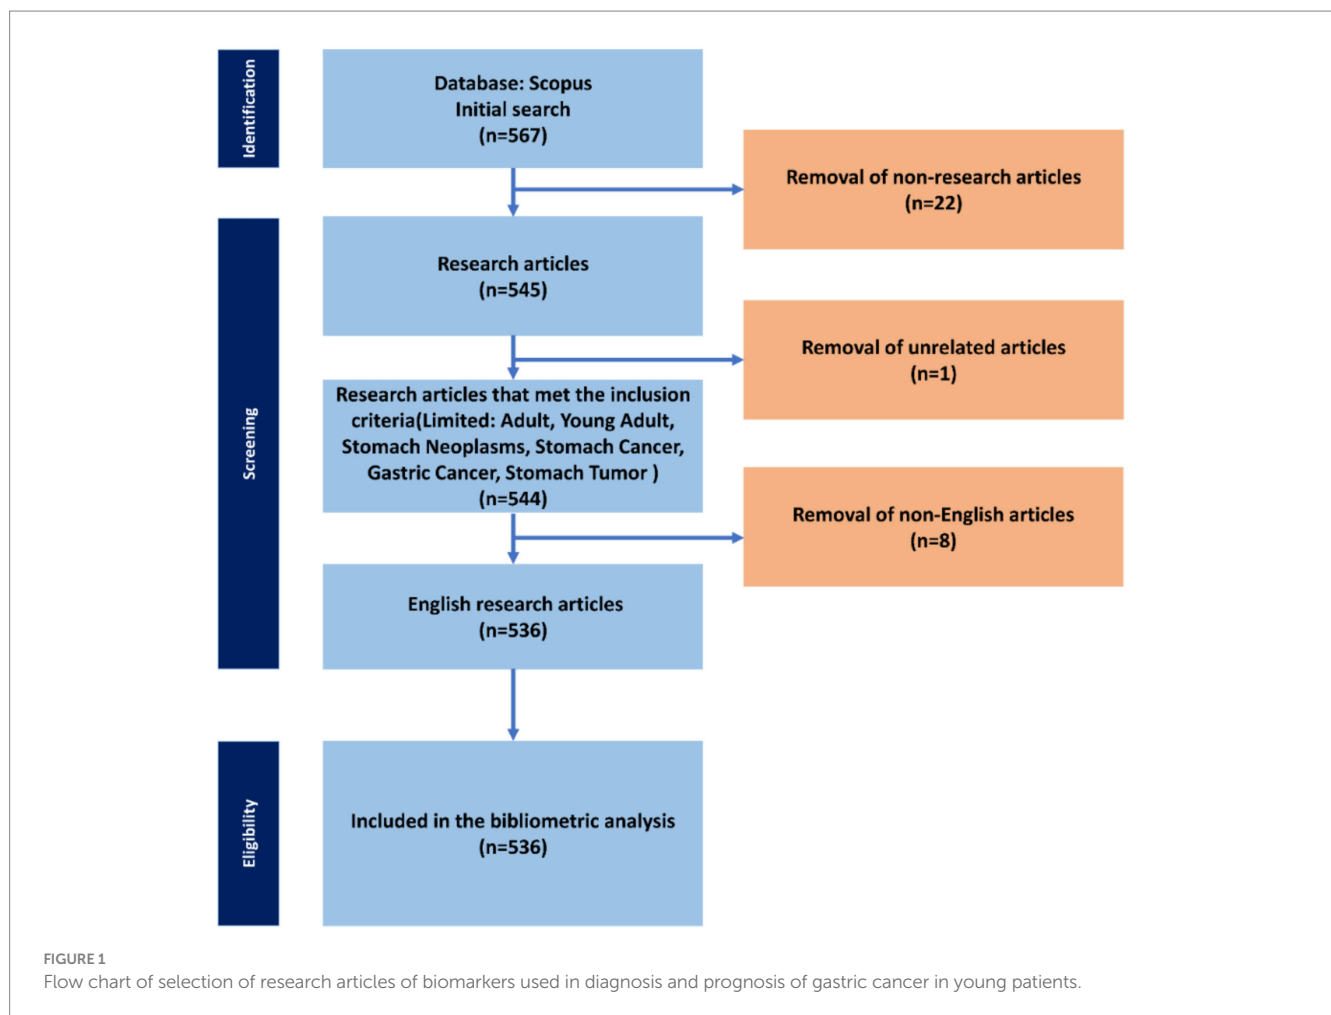 Identification
Database: Scopus
Initial search
(n=567)
Removal of non-research articles
(n=22)
Screening
Research articles
(n=545)
Removal of unrelated articles
(n=1)
Research articles that met the inclusion
criteria(Limited: Adult, Young Adult,
Stomach Neoplasms, Stomach Cancer,
Gastric Cancer, Stomach Tumor )
(n=544)
Removal of non-English articles
(n=8)
English research articles
(n=536)
Eligibility
Included in the bibliometric analysis
(n=536)
FIGURE 1
Flow chart of selection of research articles of biomarkers used in diagnosis and prognosis of gastric cancer in young patients.